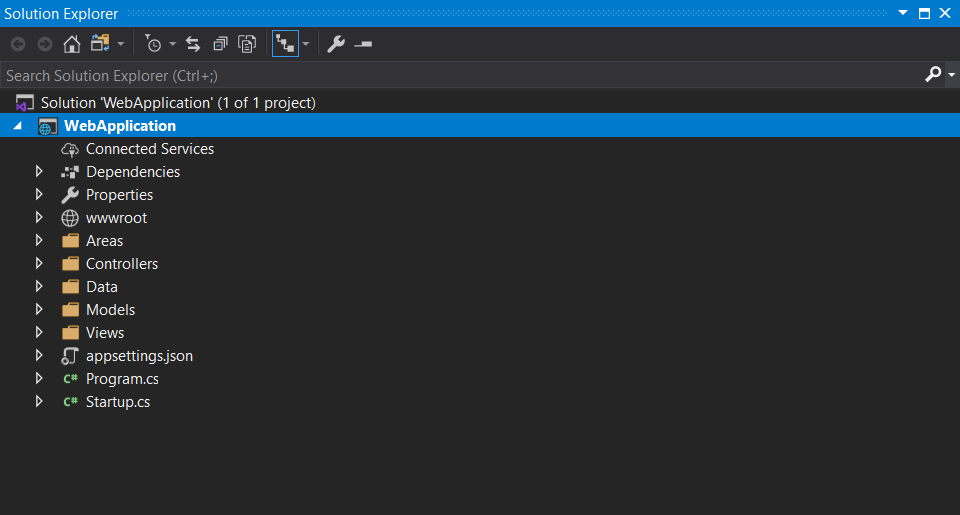 Solution Explorer
Search Solution Explorer (Ctrl+;)
Solution 'WebApplication' (1 of 1 project)
WebApplication
Connected Services
Dependencies
Properties
wwwroot
Areas
Controllers
Data
Models
Views
appsettings.json
C# Program.cs
C# Startup.cs